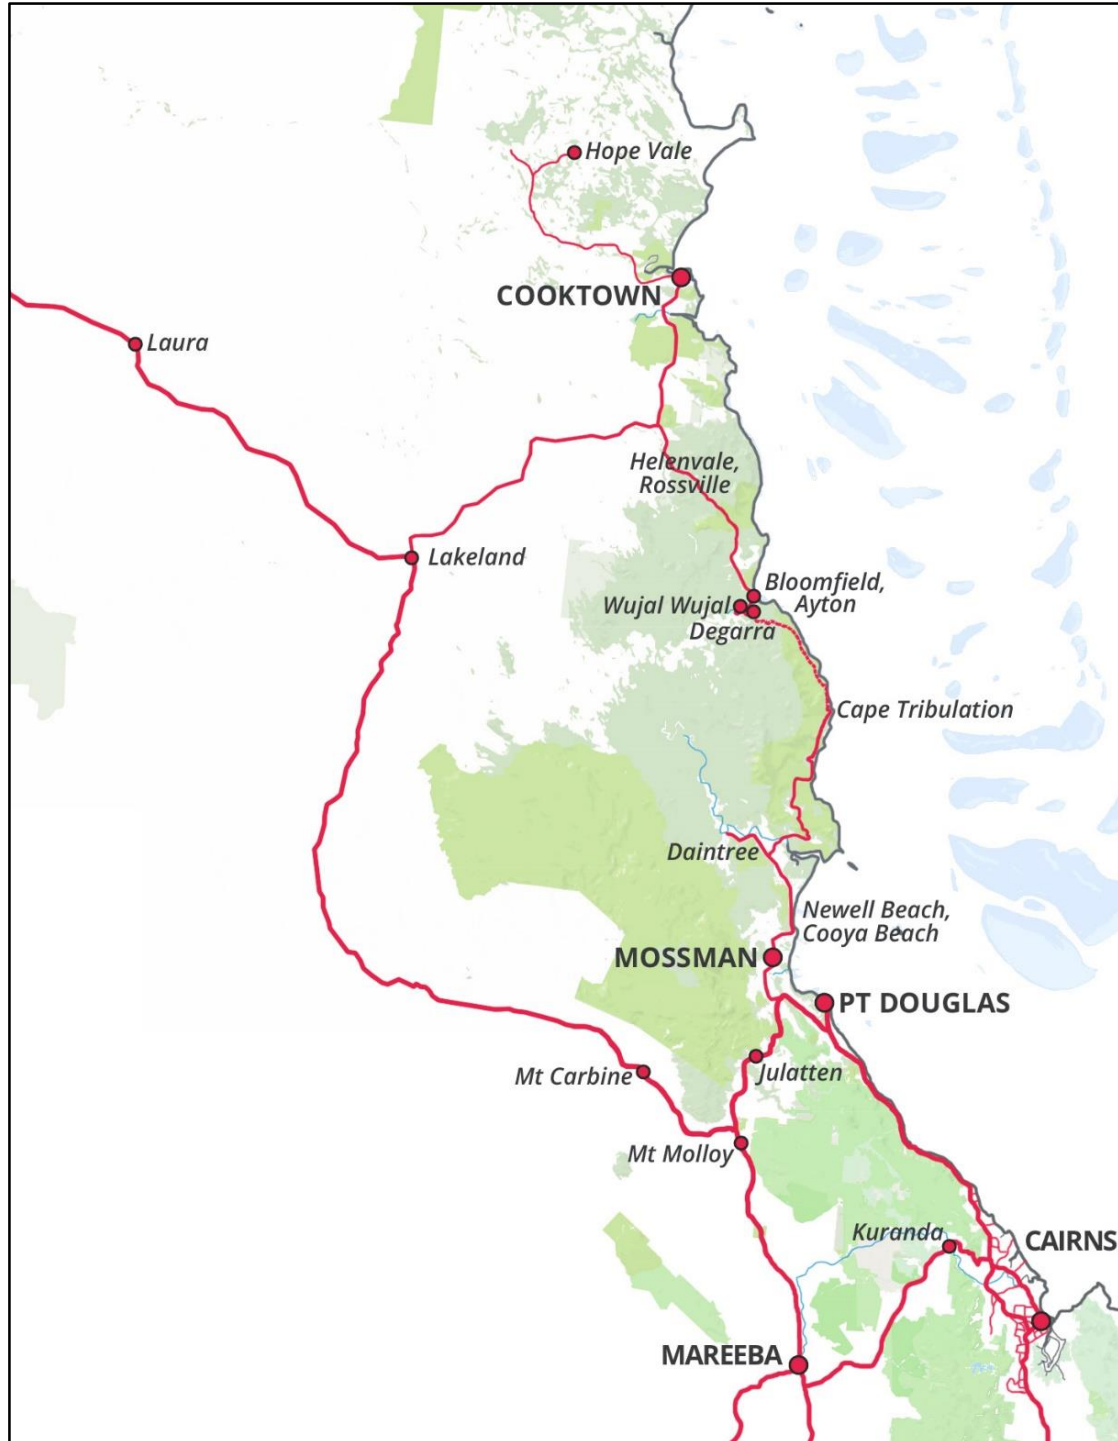 Hope Vale
COOKTOWN
Laura
Helenvale,
Rossville
Lakeland
Bloomfield,
Ayton
Wujal Wujal
Degarra
Cape Tribulation
Daintree
Newell Beach,
Cooya Beach
MOSSMAN
PT DOUGLAS
Mt Carbine
Julatten
Mt Molloy
Kuranda
CAIRNS
MAREEBA